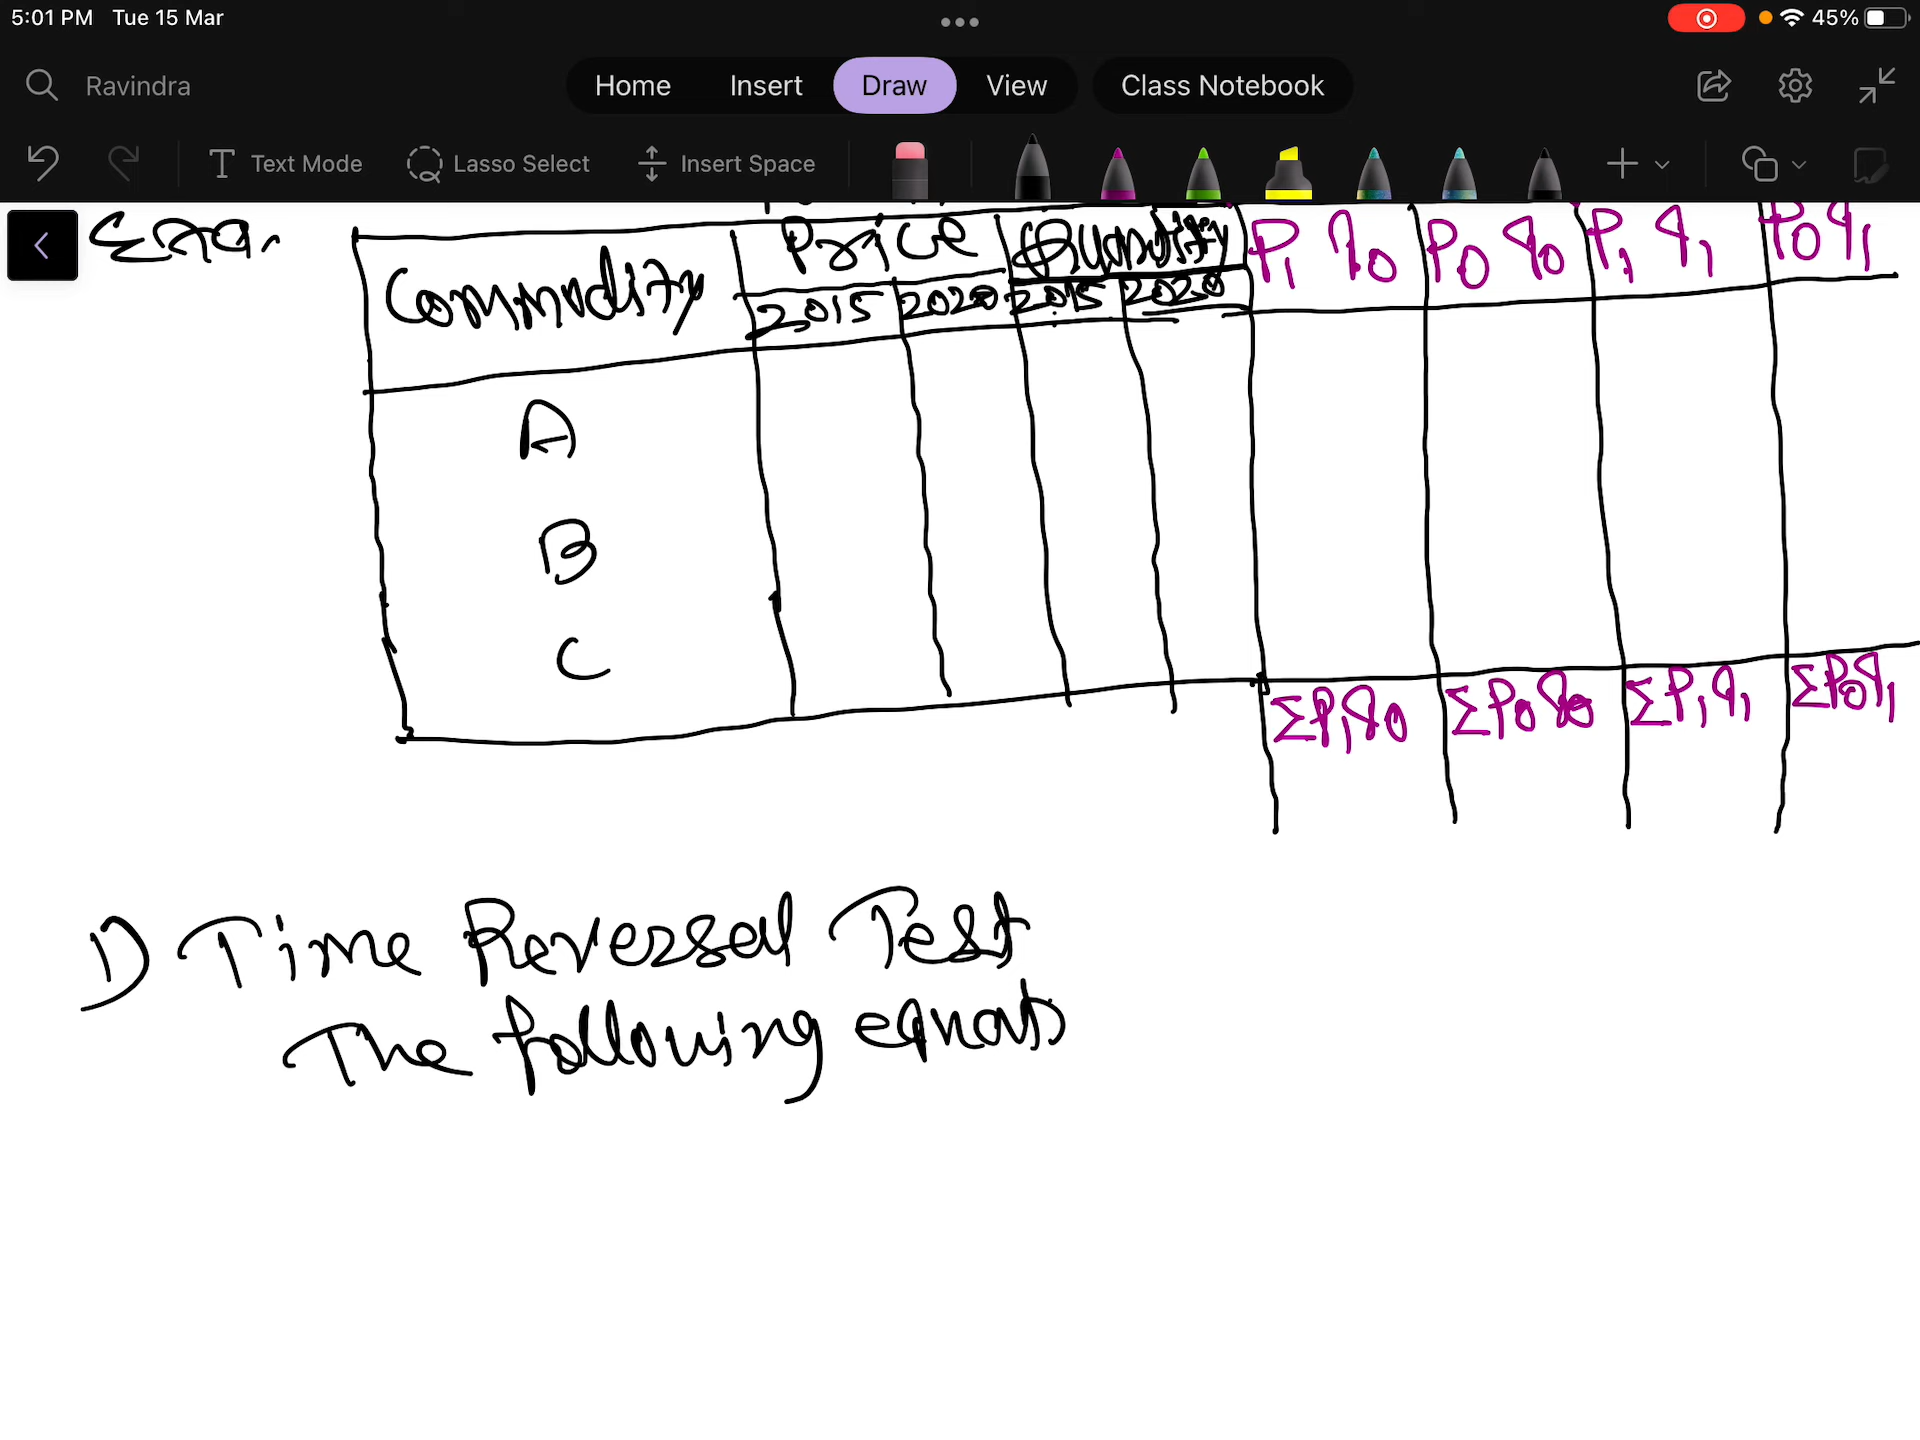 5:01 PM Tue 15 Mar
45%
Ravindra
Home Insert Draw View Class Notebook
Text Mode Lasso Select Insert Space
Exa.
Commodity Price Quantity P₁ q₀ P₀ q₀ P₁ q₁ P₀ q₁
2015 2020 2015 2020
A
B
C
ΣP₁q₀ ΣP₀q₀ ΣP₁q₁ ΣP₀q₁
1) Time Reversal Test
The following